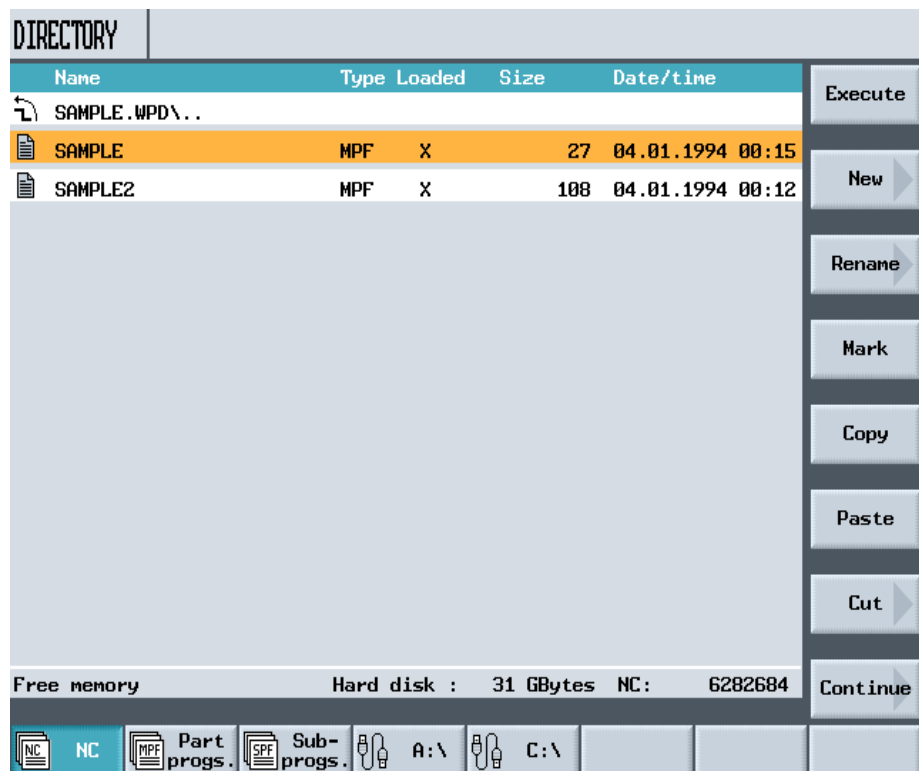 DIRECTORY
Name Type Loaded Size Date/time
SAMPLE.WPD\..
SAMPLE MPF X 27 04.01.1994 00:15
SAMPLE2 MPF X 108 04.01.1994 00:12
Free memory Hard disk : 31 GBytes NC: 6282684
Execute
New
Rename
Mark
Copy
Paste
Cut
Continue
NC NC
MPF Part progs.
SPF Sub- progs.
A:\
C:\